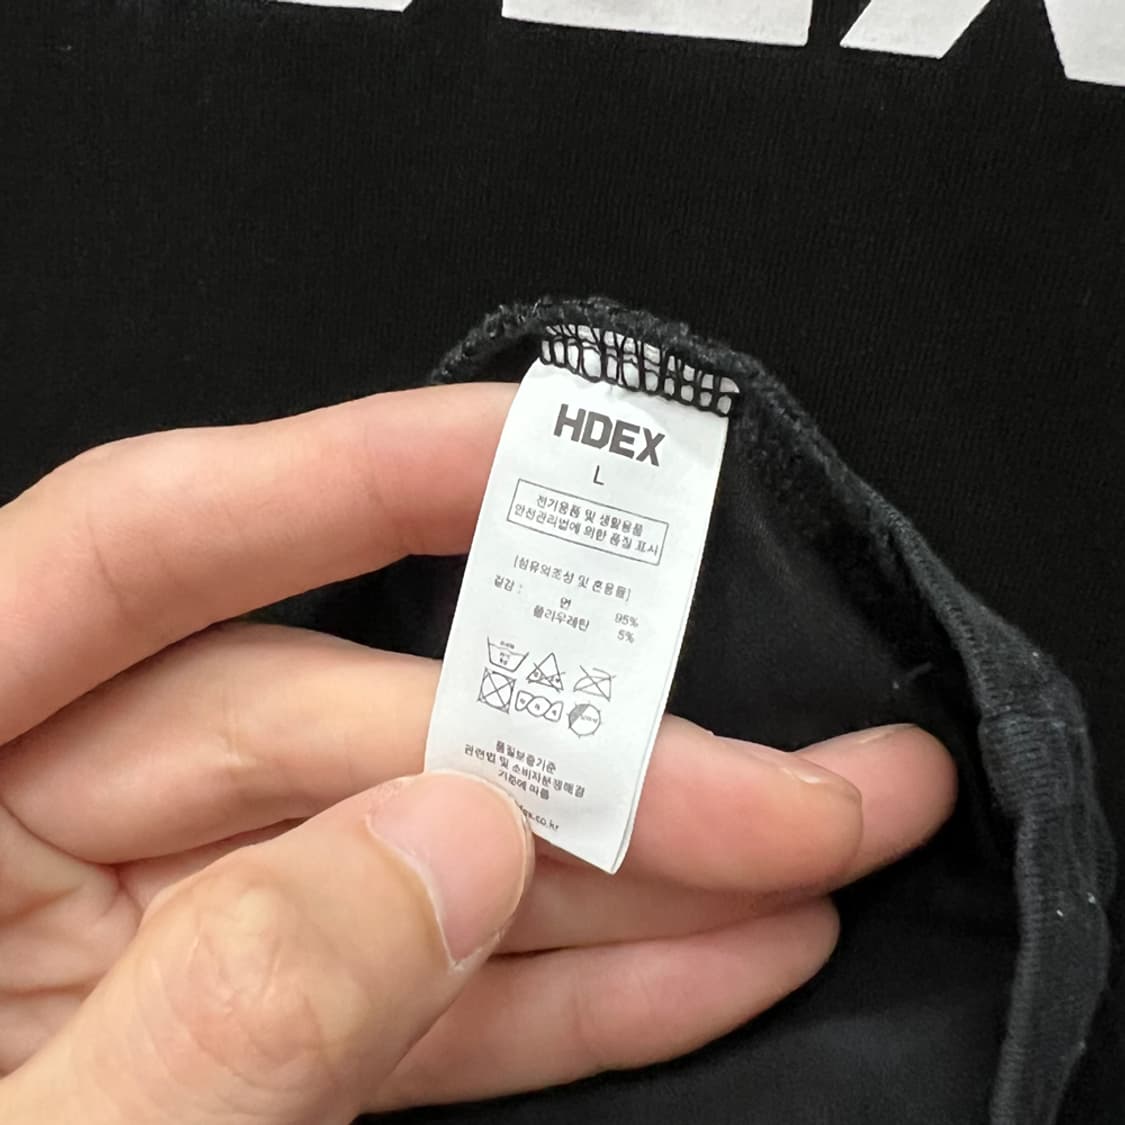 HDEX
L
전기용품 및 생활용품
안전관리법에 의한 품질 표시
[섬유의조성 및 혼용률]
겉감 :
면 95%
폴리우레탄 5%
품질보증기준
관련법 및 소비자분쟁해결
기준에 따름
.co.kr